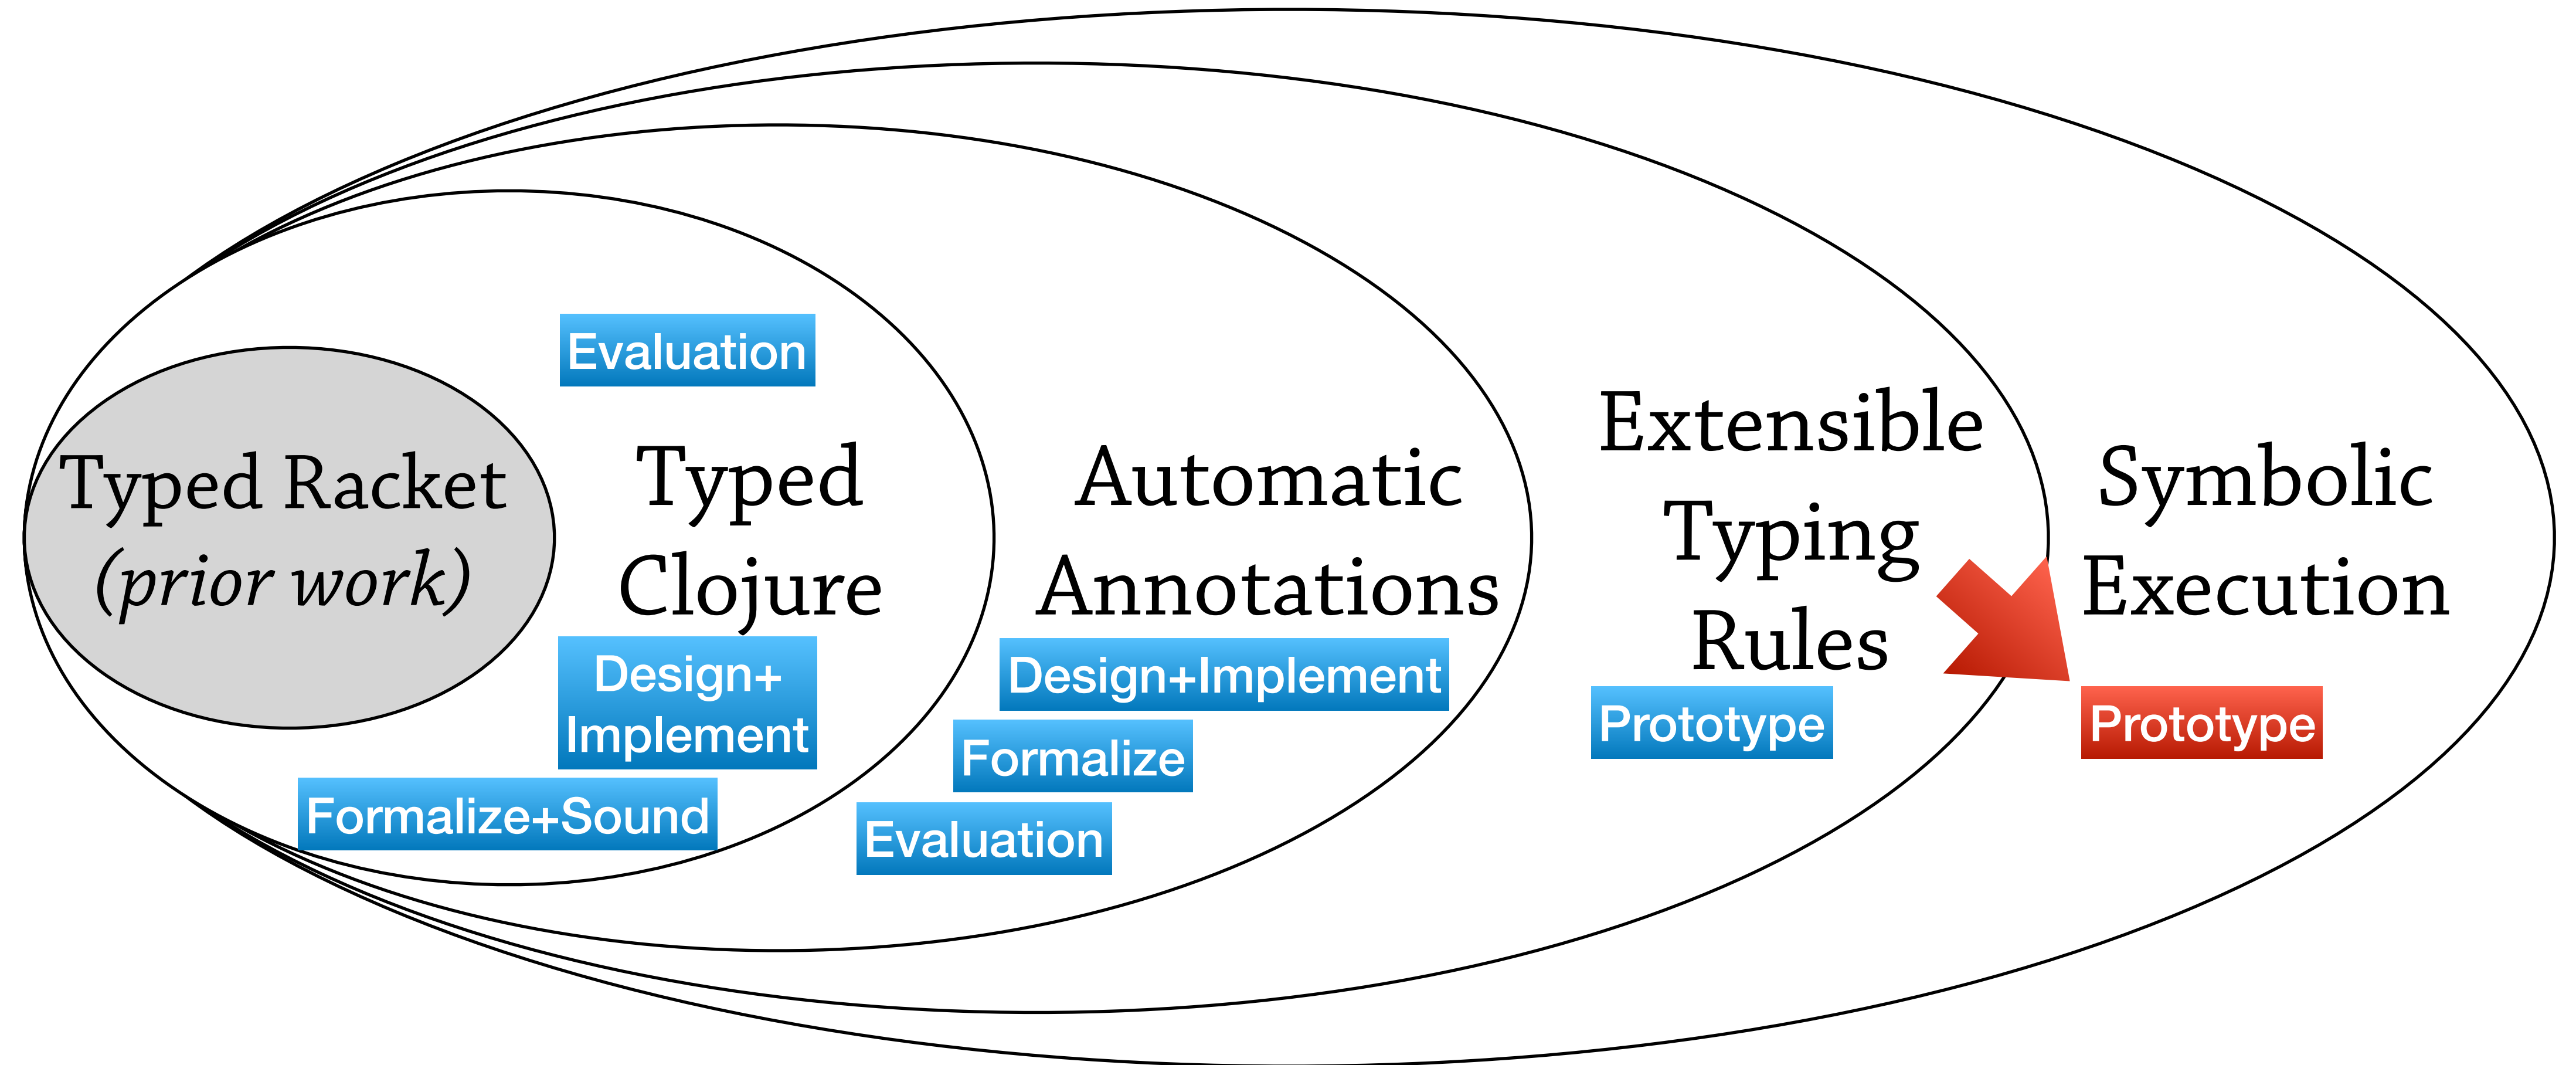 Typed Racket
(prior work)
Evaluation
Typed
Clojure
Design+
Implement
Formalize+Sound
Automatic
Annotations
Design+Implement
Formalize
Evaluation
Extensible
Typing
Rules
Prototype
Symbolic
Execution
Prototype